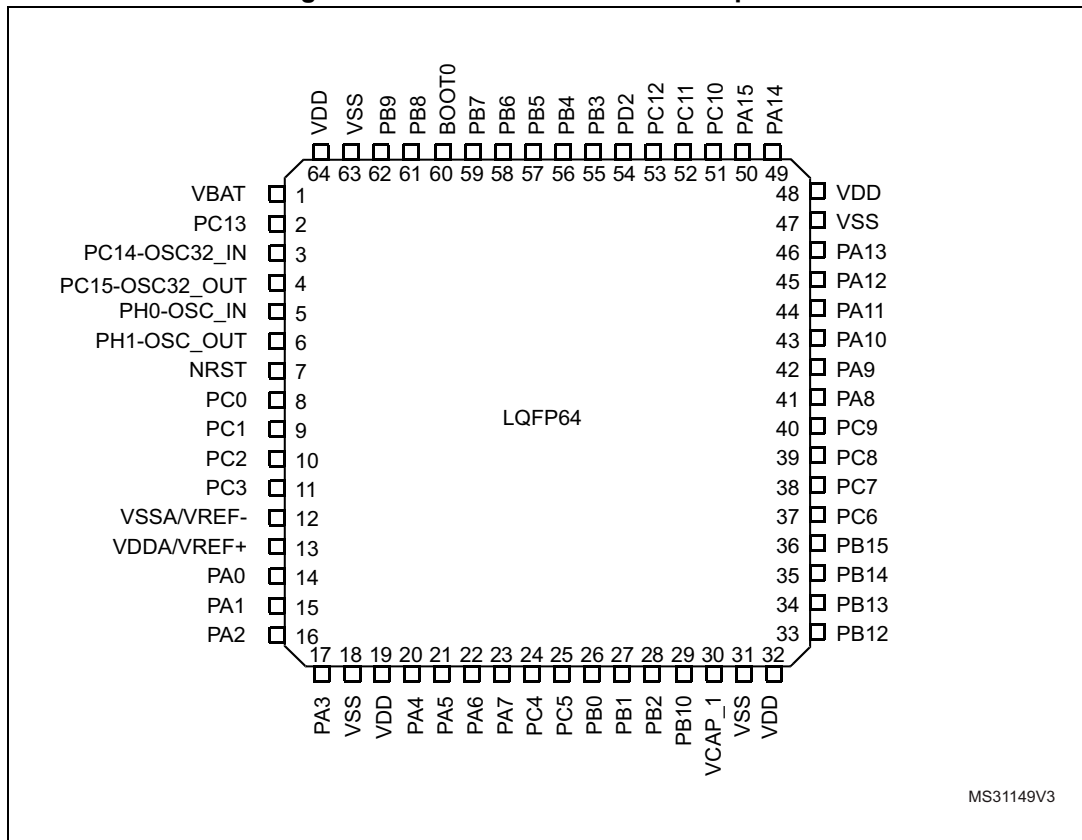 VDD
VSS
PB9
PB8
BOOT0
PB7
PB6
PB5
PB4
PB3
PD2
PC12
PC11
PC10
PA15
PA14
64 63 62 61 60 59 58 57 56 55 54 53 52 51 50 49
VBAT 1
PC13 2
PC14-OSC32_IN 3
PC15-OSC32_OUT 4
PH0-OSC_IN 5
PH1-OSC_OUT 6
NRST 7
PC0 8
PC1 9
PC2 10
PC3 11
VSSA/VREF- 12
VDDA/VREF+ 13
PA0 14
PA1 15
PA2 16
LQFP64
48 VDD
47 VSS
46 PA13
45 PA12
44 PA11
43 PA10
42 PA9
41 PA8
40 PC9
39 PC8
38 PC7
37 PC6
36 PB15
35 PB14
34 PB13
33 PB12
17 18 19 20 21 22 23 24 25 26 27 28 29 30 31 32
PA3
VSS
VDD
PA4
PA5
PA6
PA7
PC4
PC5
PB0
PB1
PB2
PB10
VCAP_1
VSS
VDD
MS31149V3